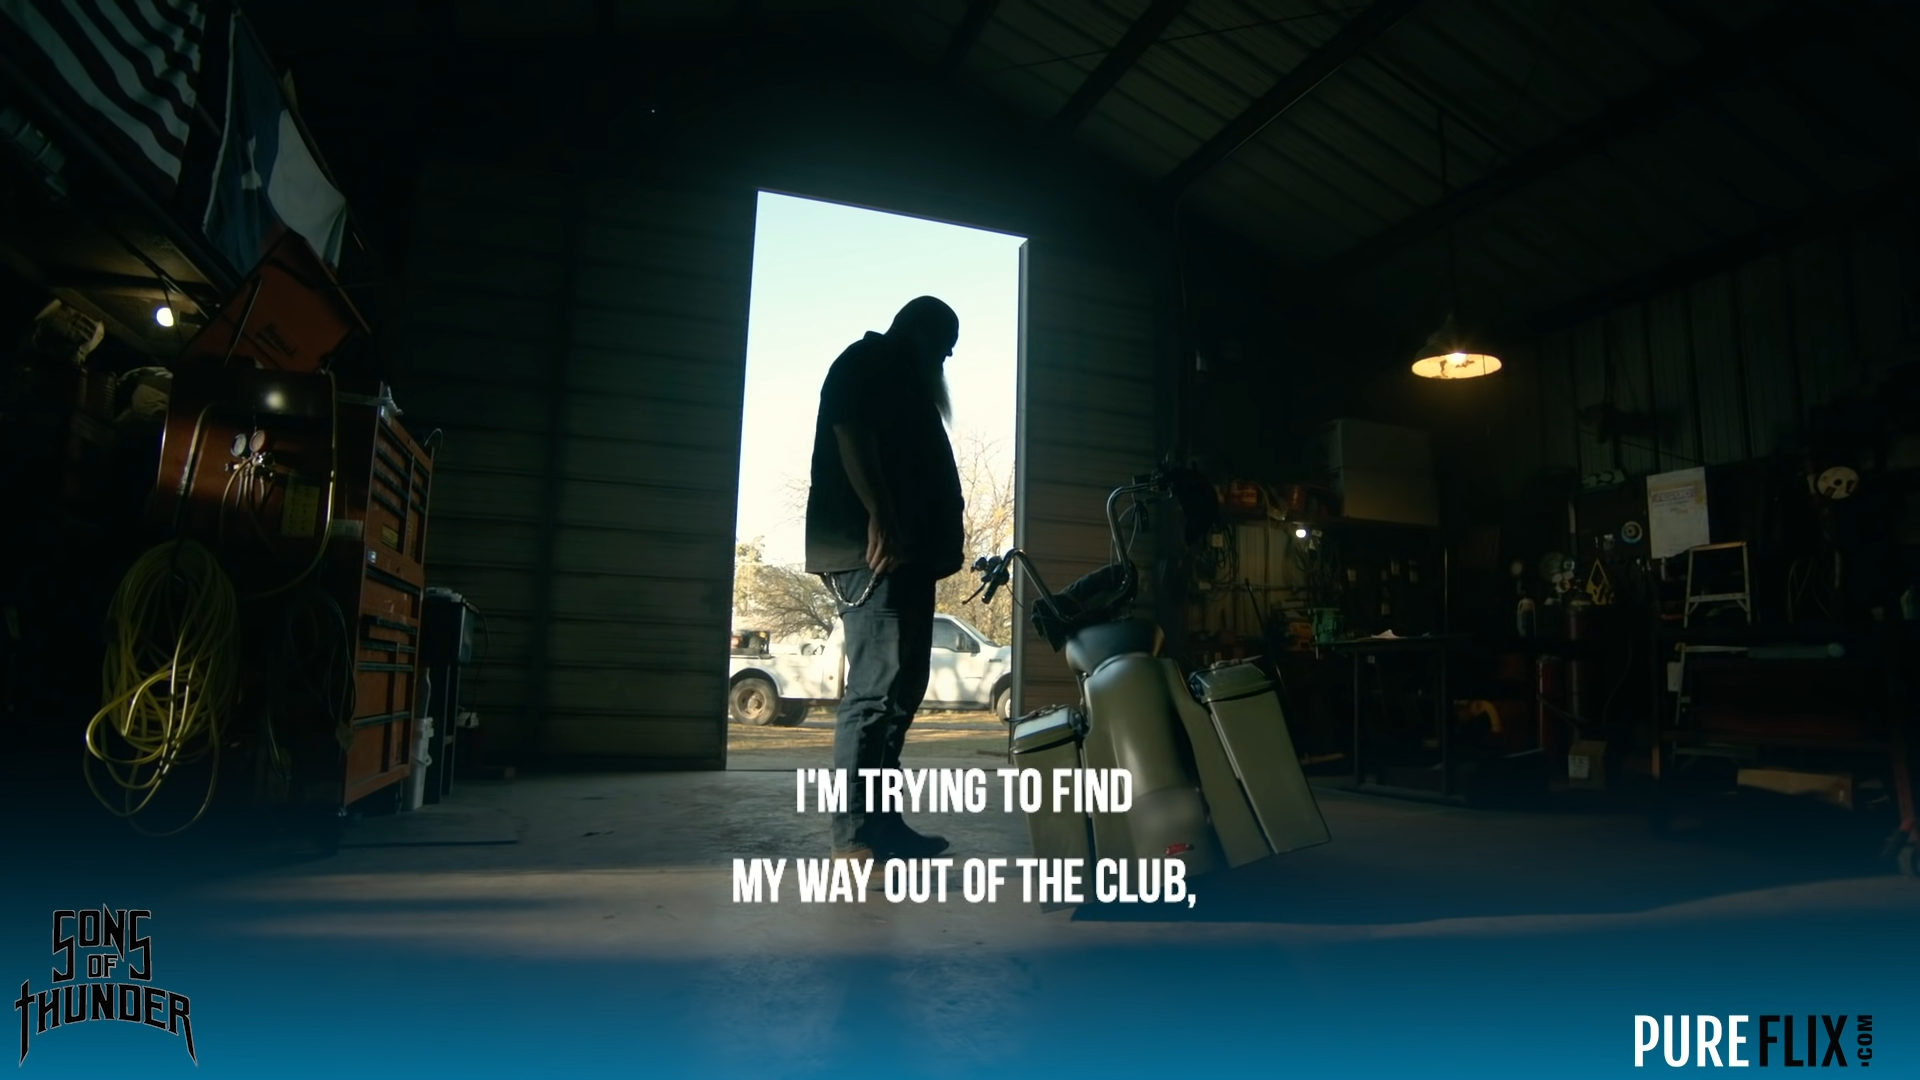 I'M TRYING TO FIND
MY WAY OUT OF THE CLUB,
SONS
OF
THUNDER
PUREFLIX.COM